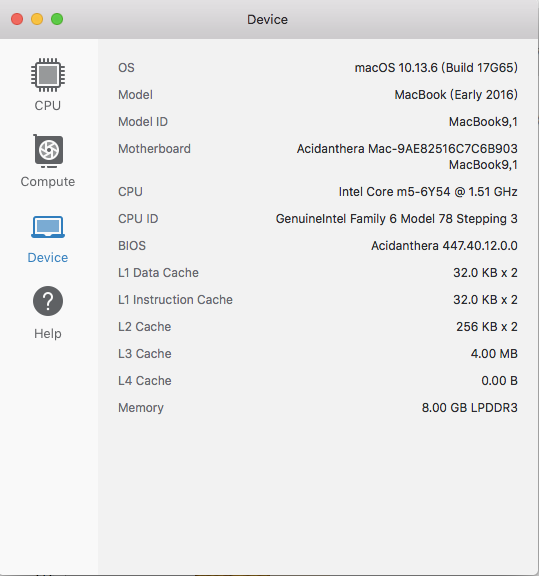 Device
CPU
Compute
Device
Help
OS macOS 10.13.6 (Build 17G65)
Model MacBook (Early 2016)
Model ID MacBook9,1
Motherboard Acidanthera Mac-9AE82516C7C6B903
MacBook9,1
CPU Intel Core m5-6Y54 @ 1.51 GHz
CPU ID GenuineIntel Family 6 Model 78 Stepping 3
BIOS Acidanthera 447.40.12.0.0
L1 Data Cache 32.0 KB x 2
L1 Instruction Cache 32.0 KB x 2
L2 Cache 256 KB x 2
L3 Cache 4.00 MB
L4 Cache 0.00 B
Memory 8.00 GB LPDDR3